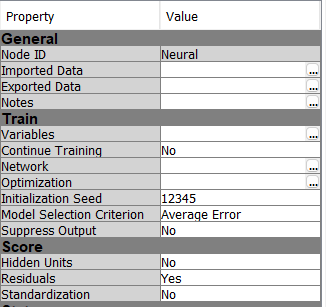 Property Value
General
Node ID Neural
Imported Data ...
Exported Data ...
Notes ...
Train
Variables ...
Continue Training No
Network ...
Optimization ...
Initialization Seed 12345
Model Selection Criterion Average Error
Suppress Output No
Score
Hidden Units No
Residuals Yes
Standardization No